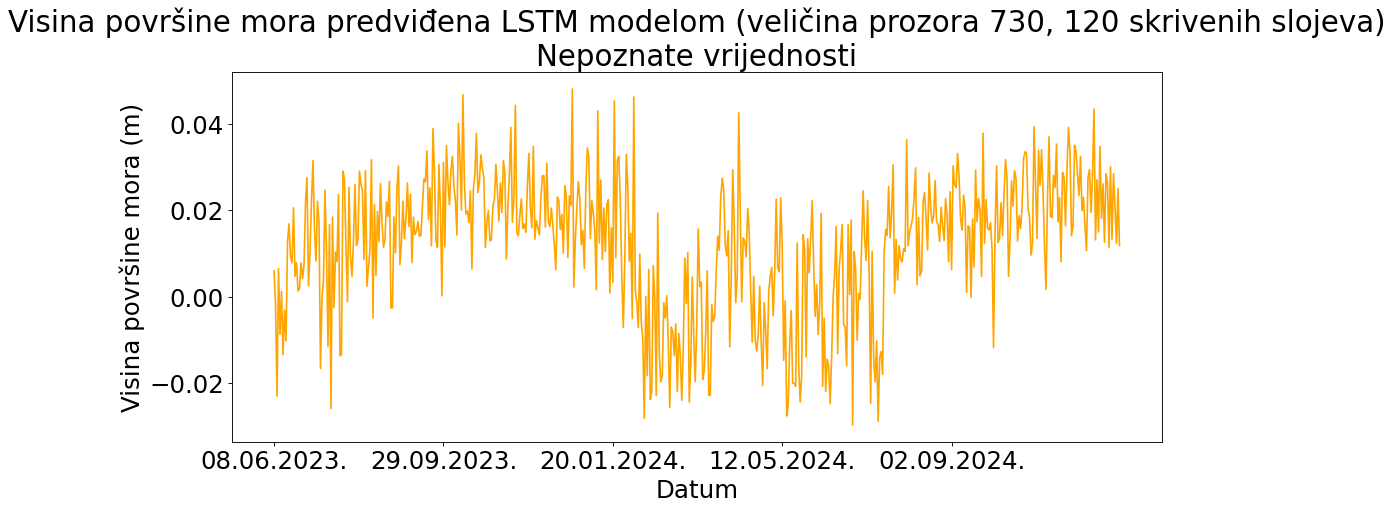 Visina površine mora predviđena LSTM modelom (veličina prozora 730, 120 skrivenih slojeva)
Nepoznate vrijednosti
Visina površine mora (m)
0.04
0.02
0.00
−0.02
08.06.2023. 29.09.2023. 20.01.2024. 12.05.2024. 02.09.2024.
Datum